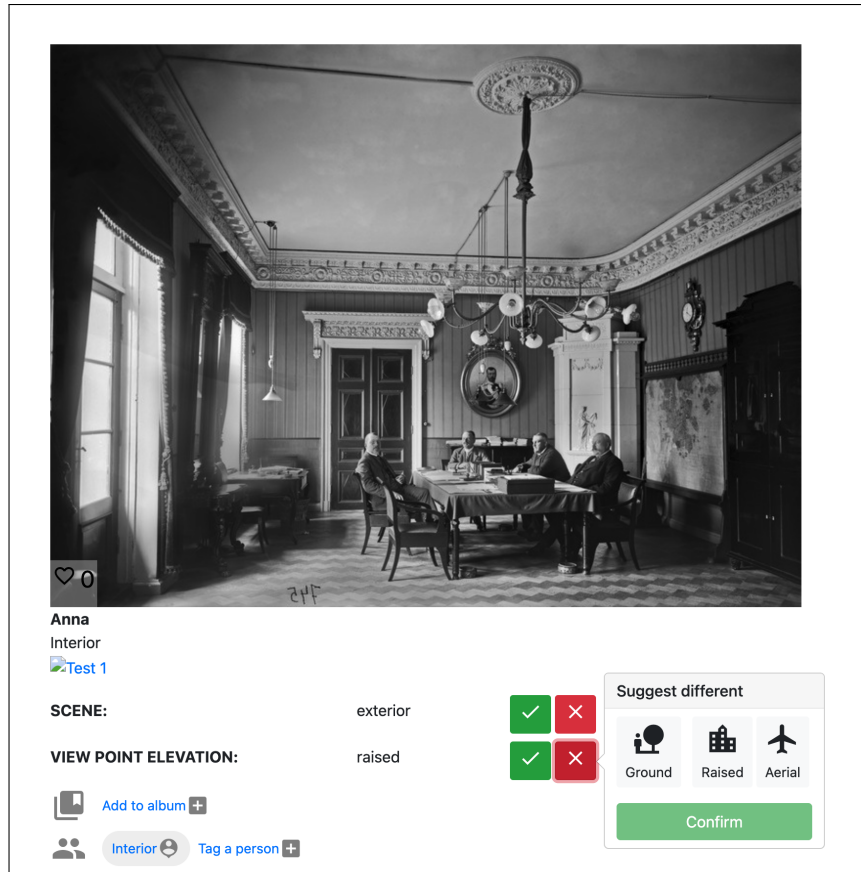 0
745
Anna
Interior
Test 1
SCENE: exterior
VIEW POINT ELEVATION: raised
Suggest different
Ground Raised Aerial
Confirm
Add to album
Interior Tag a person